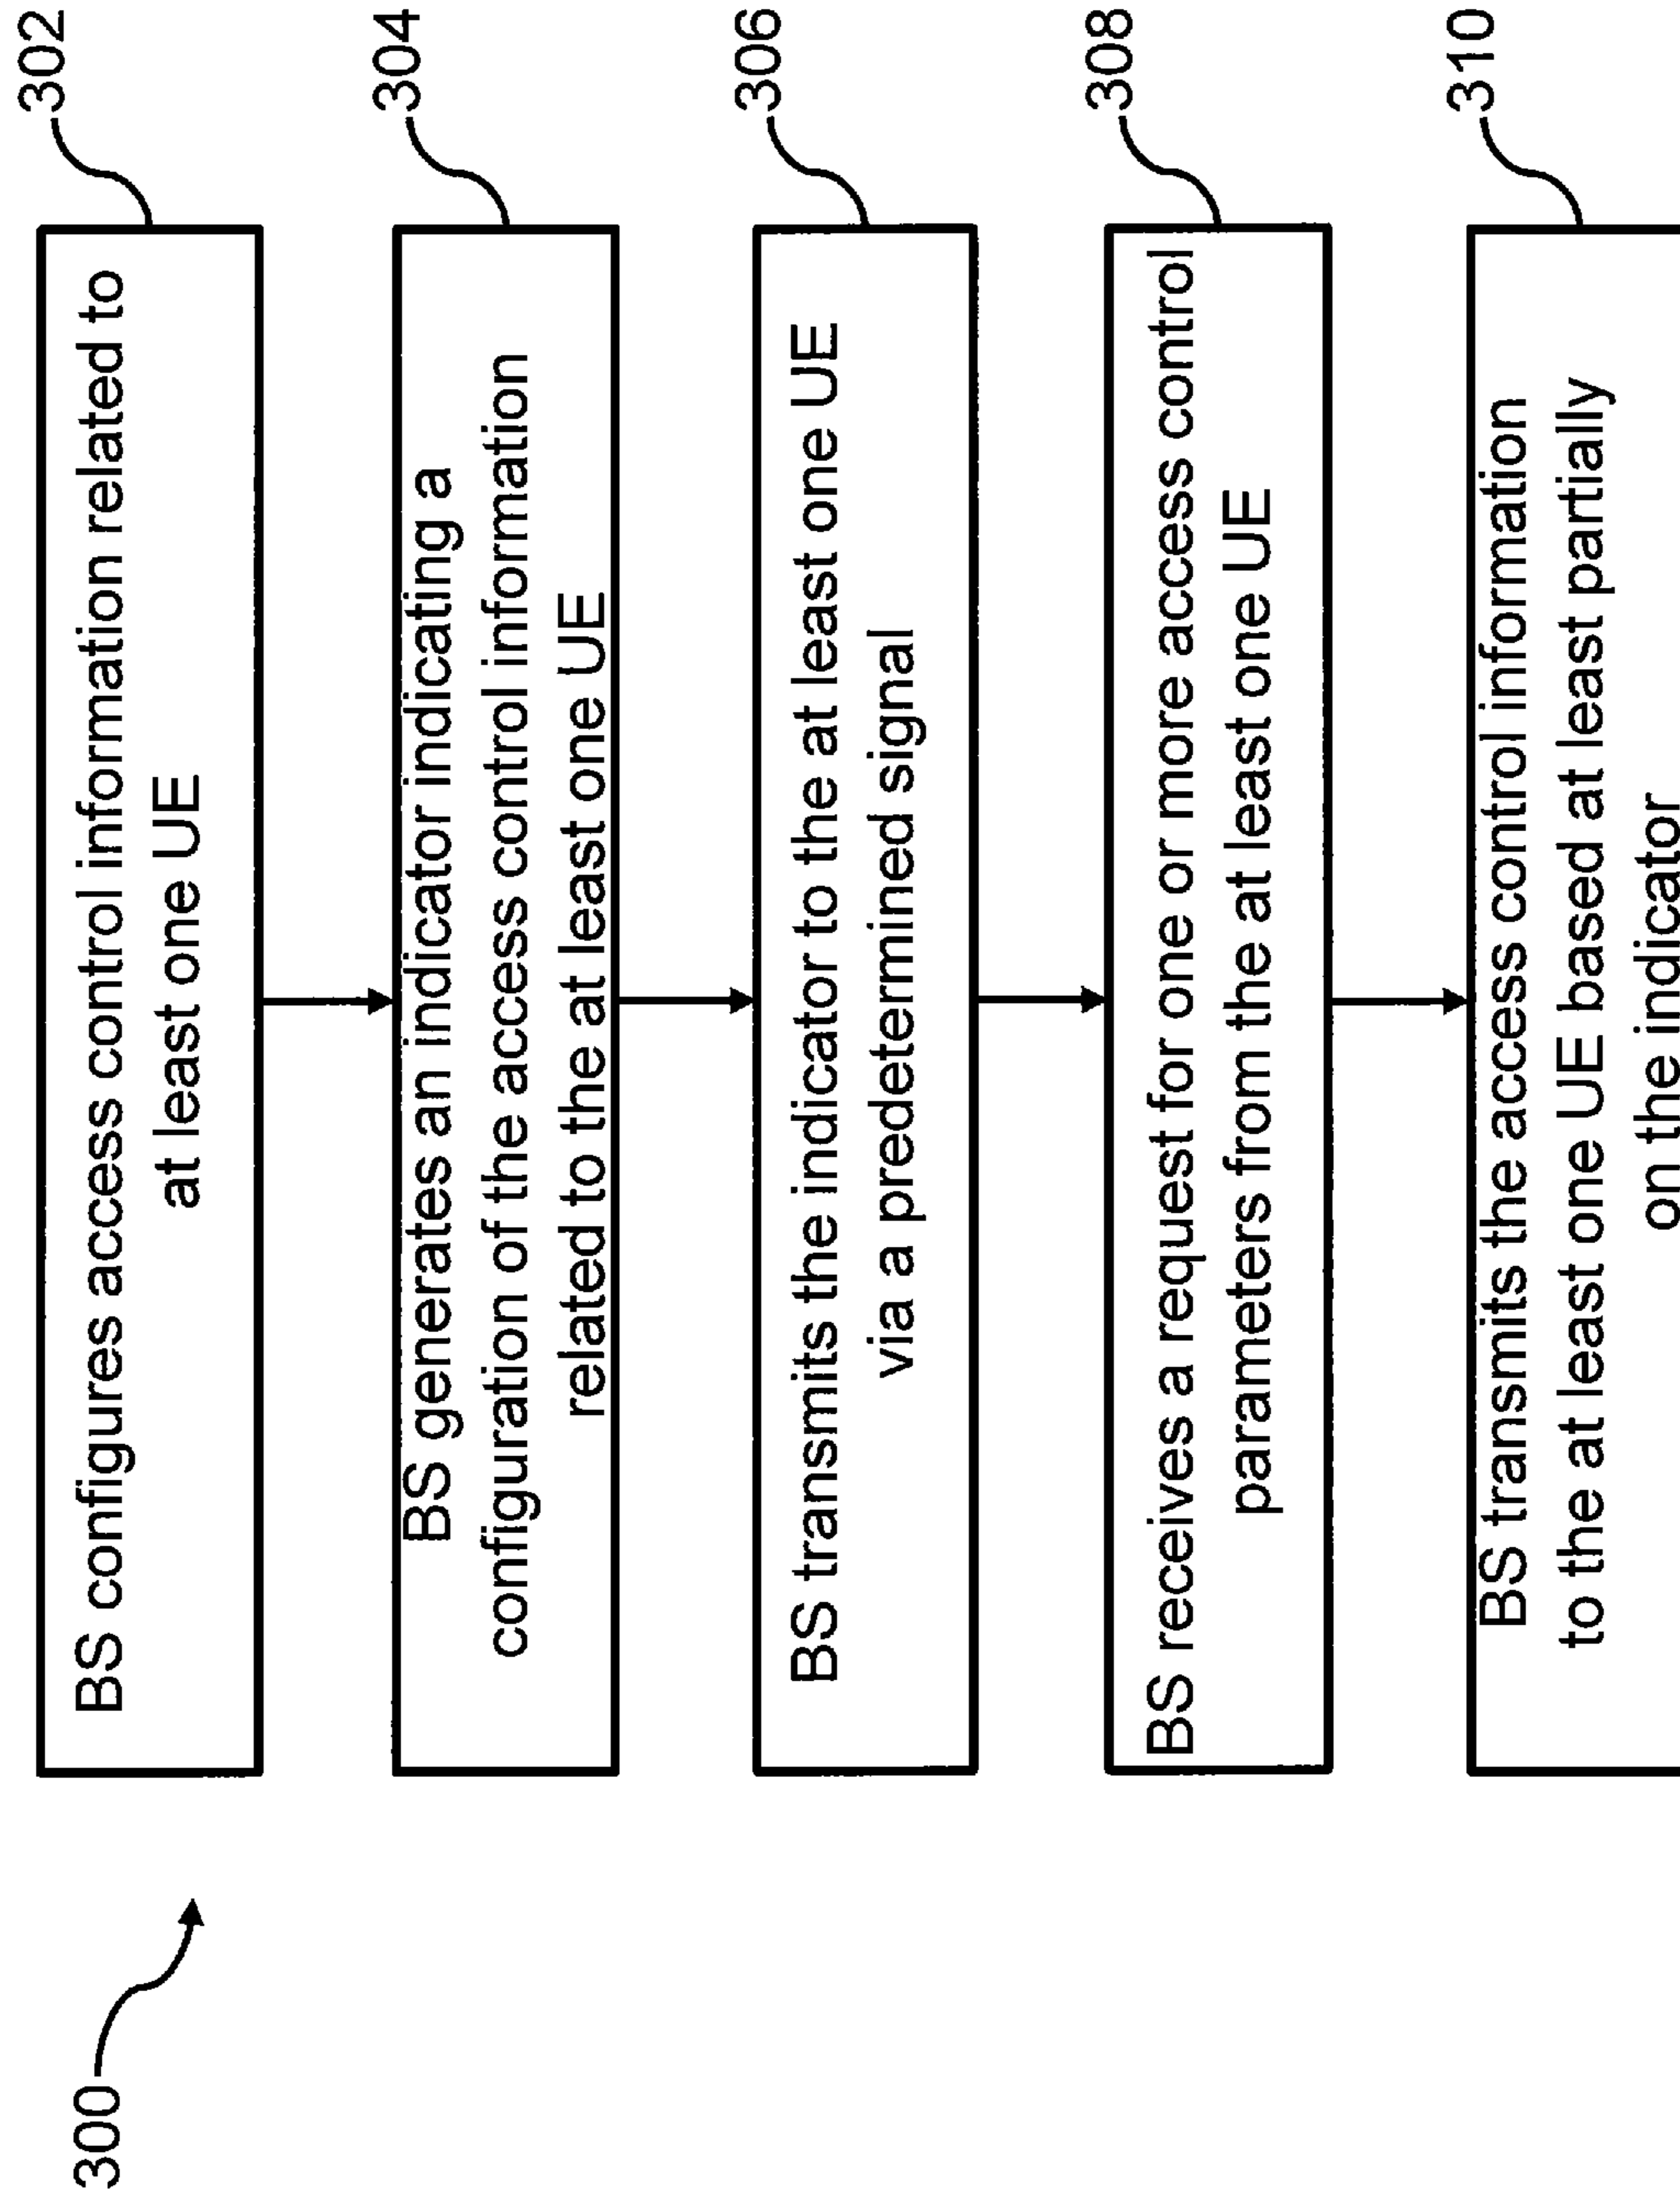 300
302
BS configures access control information related to
at least one UE
304
BS generates an indicator indicating a
configuration of the access control information
related to the at least one UE
306
BS transmits the indicator to the at least one UE
via a predetermined signal
308
BS receives a request for one or more access control
parameters from the at least one UE
310
BS transmits the access control information
to the at least one UE based at least partially
on the indicator